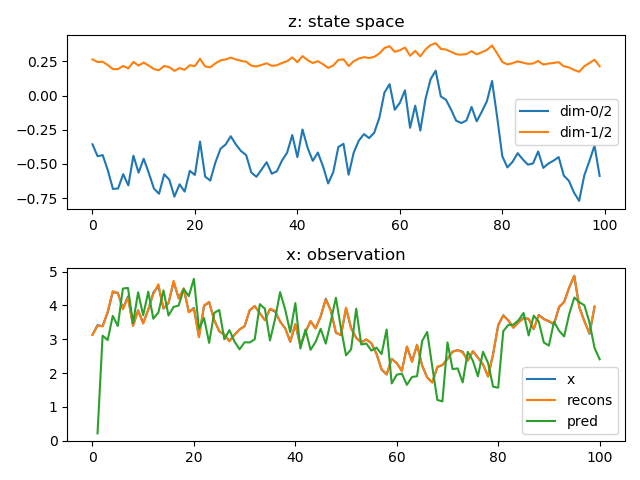 z: state space
0.25
0.00
−0.25
−0.50
−0.75
dim-0/2
dim-1/2
0 20 40 60 80 100
x: observation
5
4
3
2
1
0
x
recons
pred
0 20 40 60 80 100